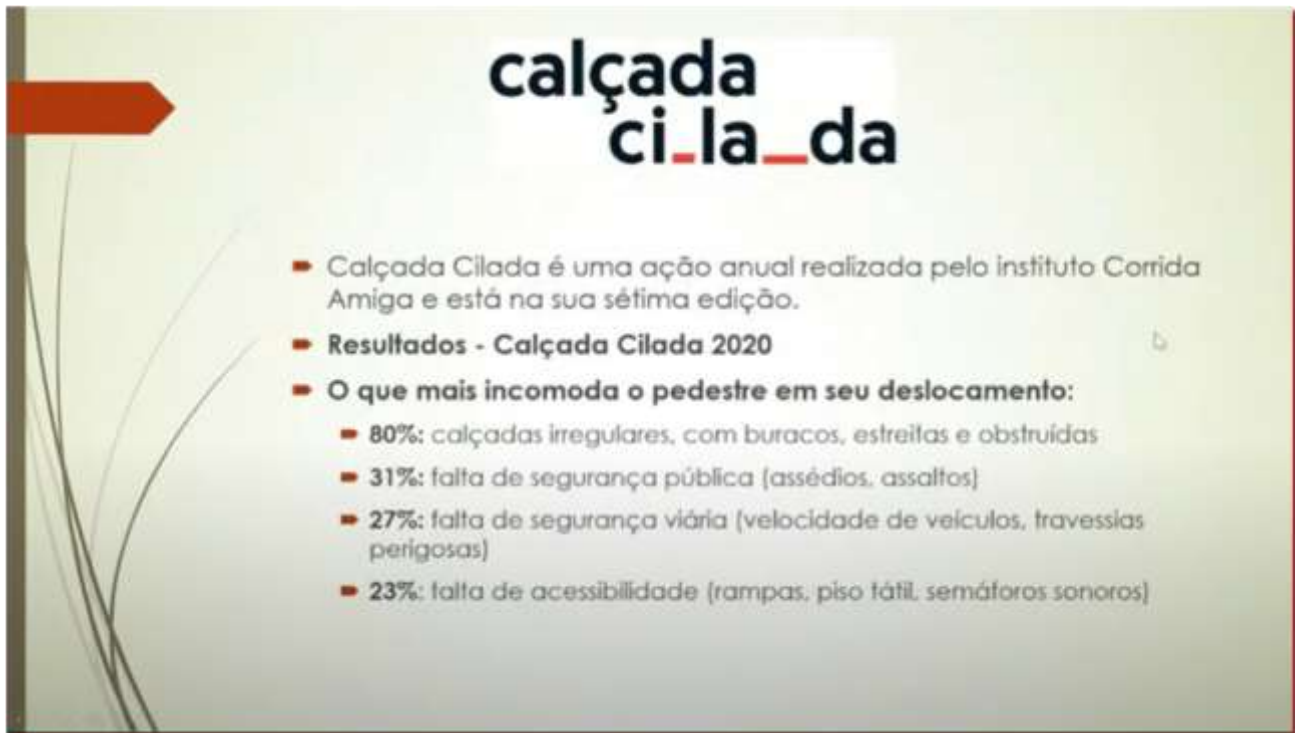 calçada
ci_la_da
Calçada Cilada é uma ação anual realizada pelo instituto Corrida
Amiga e está na sua sétima edição.
Resultados - Calçada Cilada 2020
O que mais incomoda o pedestre em seu deslocamento:
80%: calçadas irregulares, com buracos, estreitas e obstruídas
31%: falta de segurança pública (assédios, assaltos)
27%: falta de segurança viária (velocidade de veículos, travessias
perigosas)
23%: falta de acessibilidade (rampas, piso tátil, semáforos sonoros)